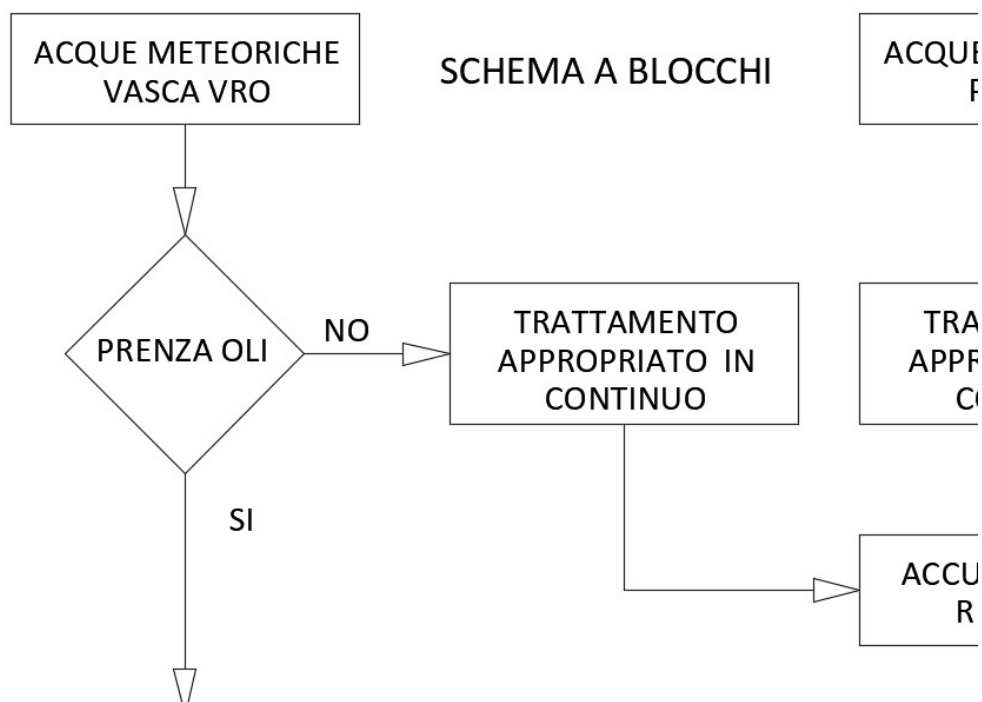 ACQUE METEORICHE
VASCA VRO
SCHEMA A BLOCCHI
PRENZA OLI
NO
TRATTAMENTO
APPROPRIATO IN
CONTINUO
SI